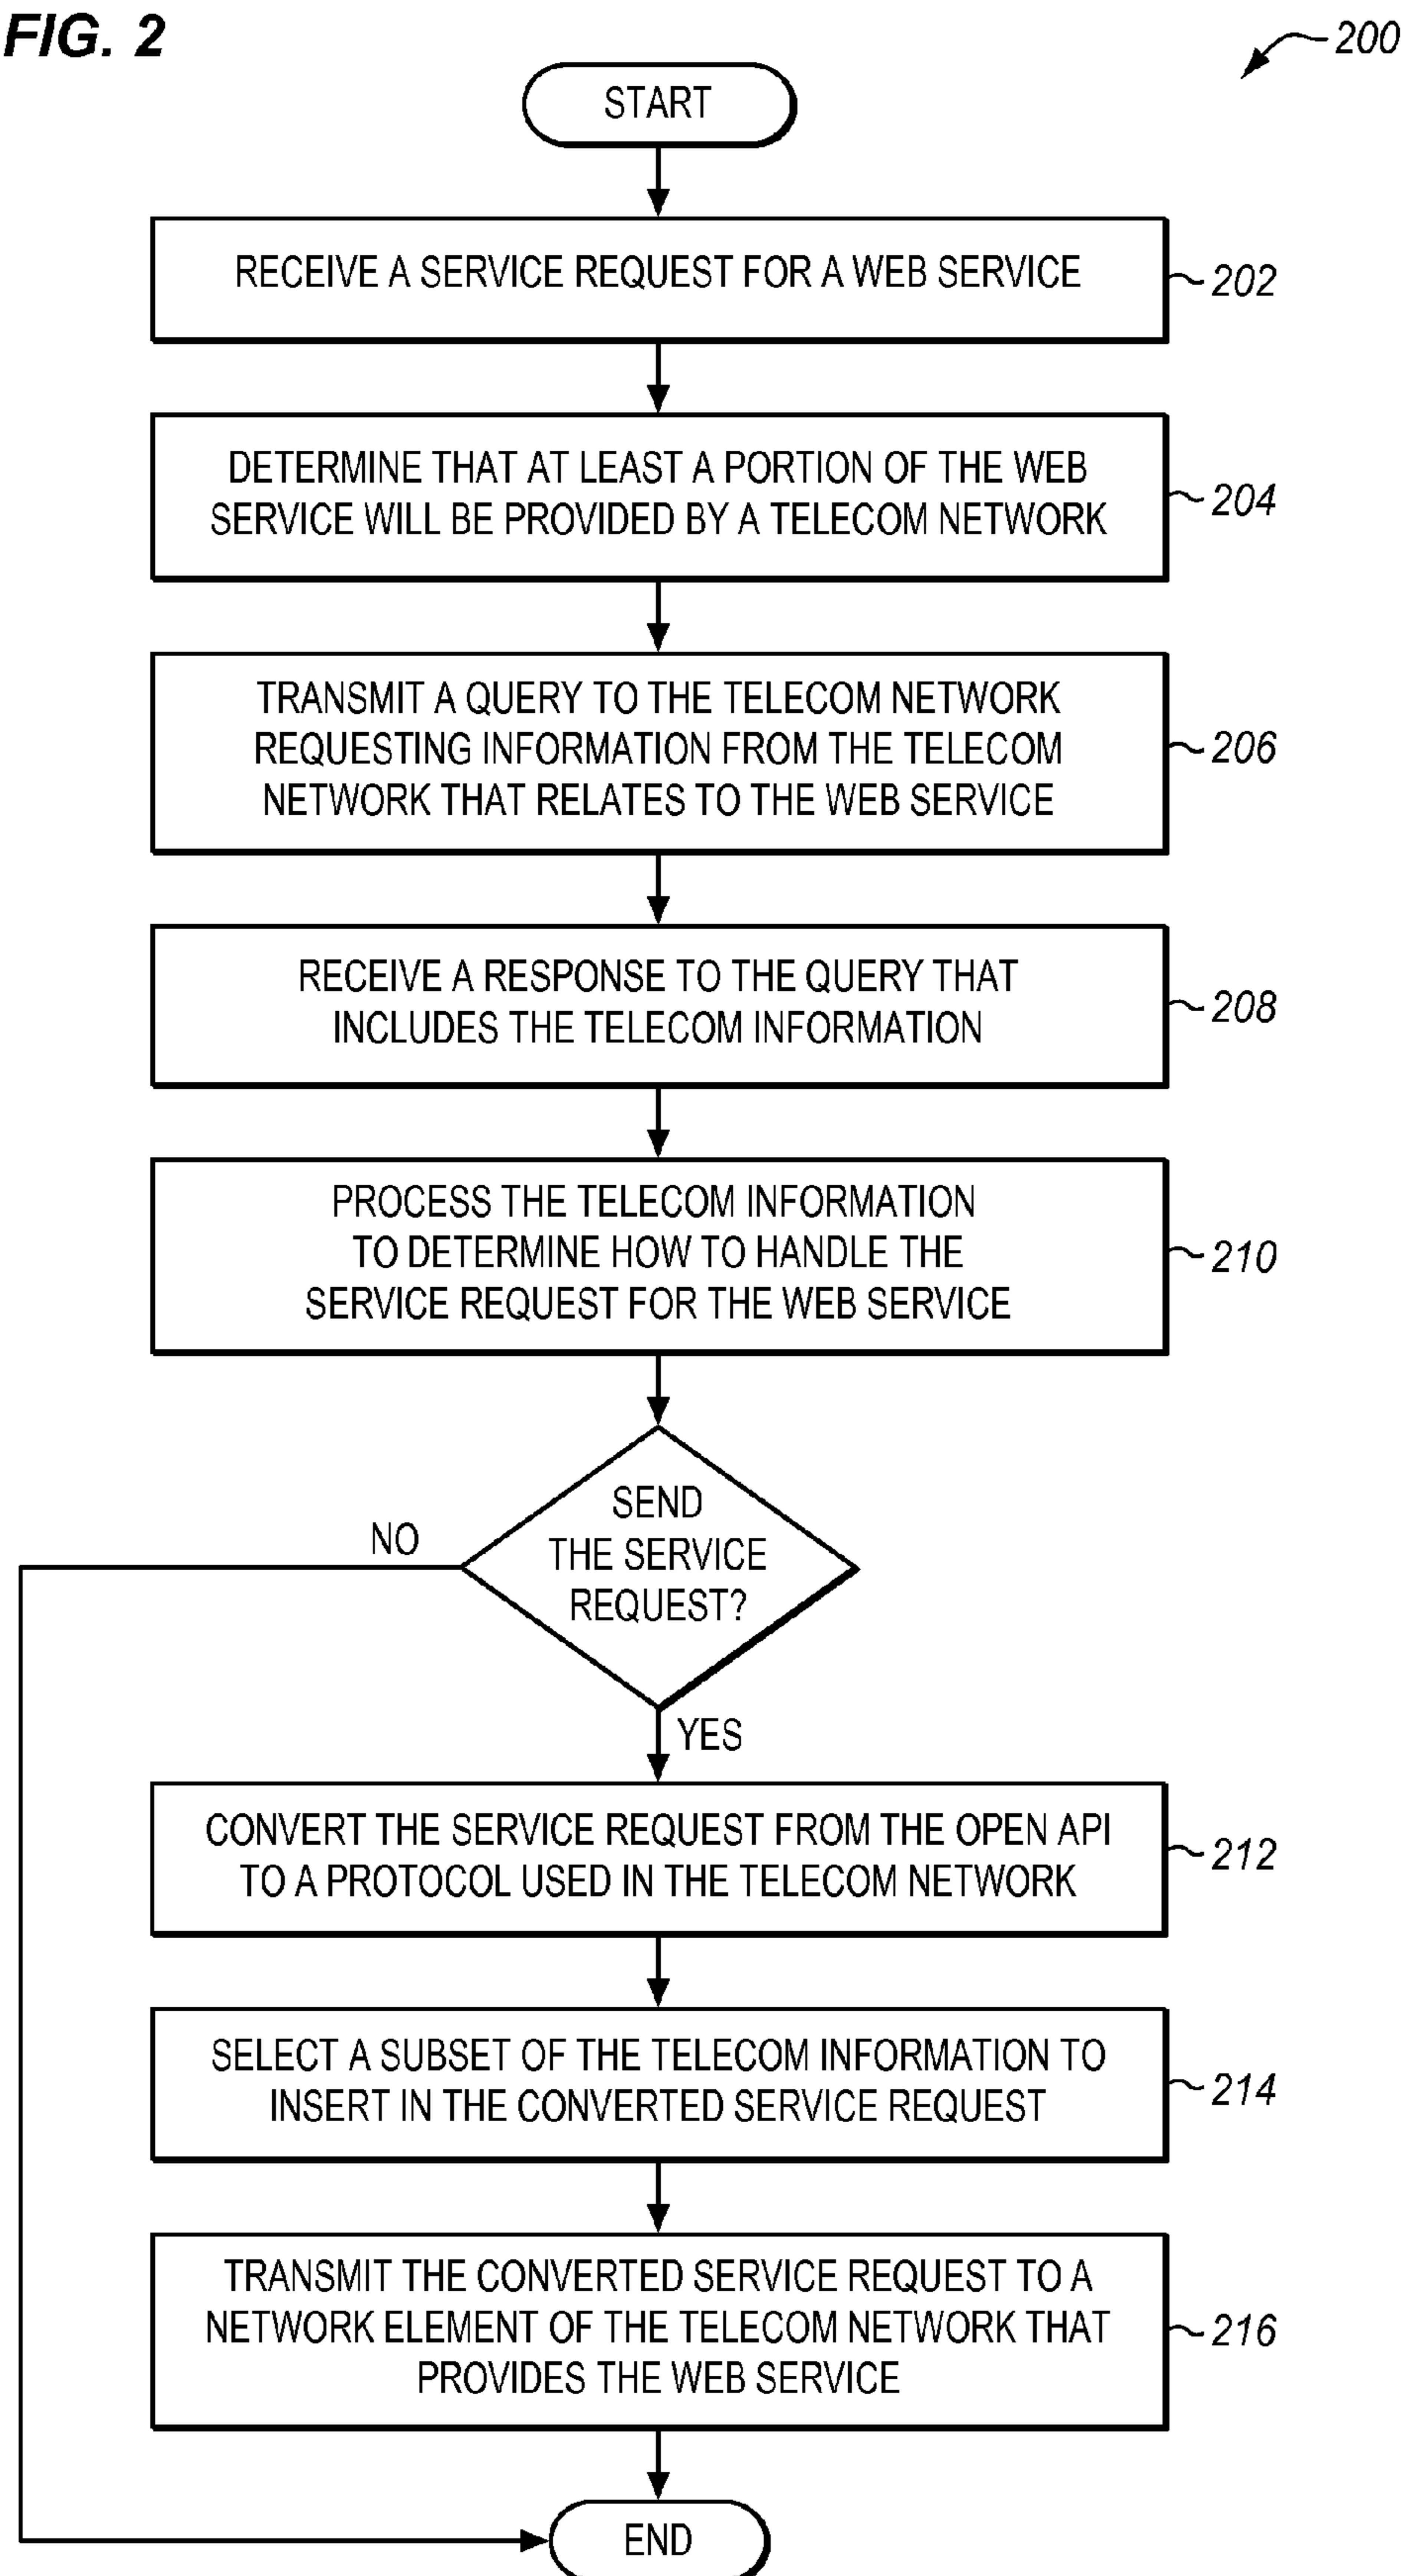 FIG. 2
200
START
RECEIVE A SERVICE REQUEST FOR A WEB SERVICE
202
DETERMINE THAT AT LEAST A PORTION OF THE WEB
SERVICE WILL BE PROVIDED BY A TELECOM NETWORK
204
TRANSMIT A QUERY TO THE TELECOM NETWORK
REQUESTING INFORMATION FROM THE TELECOM
NETWORK THAT RELATES TO THE WEB SERVICE
206
RECEIVE A RESPONSE TO THE QUERY THAT
INCLUDES THE TELECOM INFORMATION
208
PROCESS THE TELECOM INFORMATION
TO DETERMINE HOW TO HANDLE THE
SERVICE REQUEST FOR THE WEB SERVICE
210
SEND
THE SERVICE
REQUEST?
NO
YES
CONVERT THE SERVICE REQUEST FROM THE OPEN API
TO A PROTOCOL USED IN THE TELECOM NETWORK
212
SELECT A SUBSET OF THE TELECOM INFORMATION TO
INSERT IN THE CONVERTED SERVICE REQUEST
214
TRANSMIT THE CONVERTED SERVICE REQUEST TO A
NETWORK ELEMENT OF THE TELECOM NETWORK THAT
PROVIDES THE WEB SERVICE
216
END